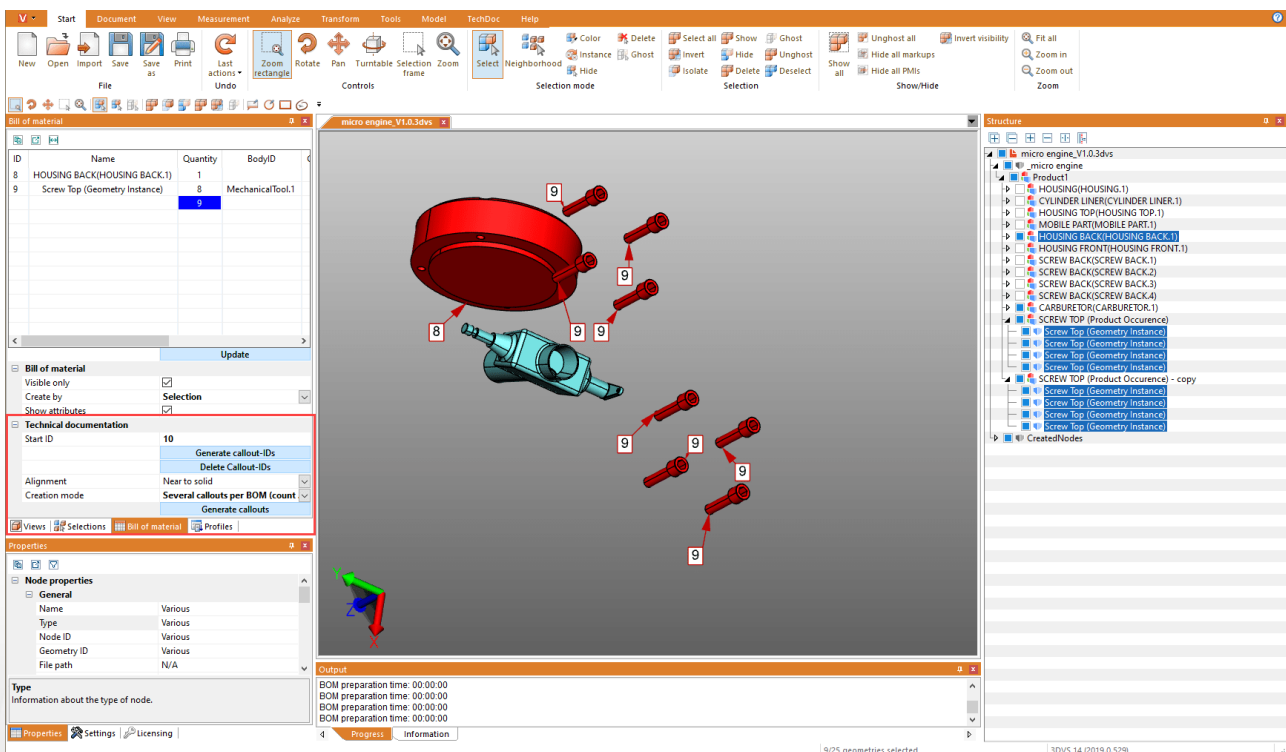 V Start Document View Measurement Analyze Transform Tools Model TechDoc Help ?
New Open Import Save Save as Print
File
Last actions
Undo
Zoom rectangle Rotate Pan Turntable Selection frame Zoom
Controls
Select Neighborhood Color Delete
Instance Ghost
Hide
Selection mode
Select all Show Ghost
Invert Hide Unghost
Isolate Delete Deselect
Selection
Show all Unghost all Invert visibility
Hide all markups
Hide all PMIs
Show/Hide
Fit all
Zoom in
Zoom out
Zoom
Bill of material
ID Name Quantity BodyID
8 HOUSING BACK(HOUSING BACK.1) 1
9 Screw Top (Geometry Instance) 8 MechanicalTool.1
9
Update
Bill of material
Visible only
Create by Selection
Show attributes
Technical documentation
Start ID 10
Generate callout-IDs
Delete Callout-IDs
Alignment Near to solid
Creation mode Several callouts per BOM (count
Generate callouts
Views Selections Bill of material Profiles
Properties
Node properties
General
Name Various
Type Various
Node ID Various
Geometry ID Various
File path N/A
Type
Information about the type of node.
Properties Settings Licensing
micro engine_V1.0.3dvs x
9
9
9
9
8
9
9
9
9
9
Y
Z
X
Output
BOM preparation time: 00:00:00
BOM preparation time: 00:00:00
BOM preparation time: 00:00:00
BOM preparation time: 00:00:00
Progress Information
Structure
micro engine_V1.0.3dvs
_micro engine
Product1
HOUSING(HOUSING.1)
CYLINDER LINER(CYLINDER LINER.1)
HOUSING TOP(HOUSING TOP.1)
MOBILE PART(MOBILE PART.1)
HOUSING BACK(HOUSING BACK.1)
HOUSING FRONT(HOUSING FRONT.1)
SCREW BACK(SCREW BACK.1)
SCREW BACK(SCREW BACK.2)
SCREW BACK(SCREW BACK.3)
SCREW BACK(SCREW BACK.4)
CARBURETOR(CARBURETOR.1)
SCREW TOP (Product Occurence)
Screw Top (Geometry Instance)
Screw Top (Geometry Instance)
Screw Top (Geometry Instance)
Screw Top (Geometry Instance)
SCREW TOP (Product Occurence) - copy
Screw Top (Geometry Instance)
Screw Top (Geometry Instance)
Screw Top (Geometry Instance)
Screw Top (Geometry Instance)
CreatedNodes
9/25 geometries selected 3DVS 14 (2019.0.529)